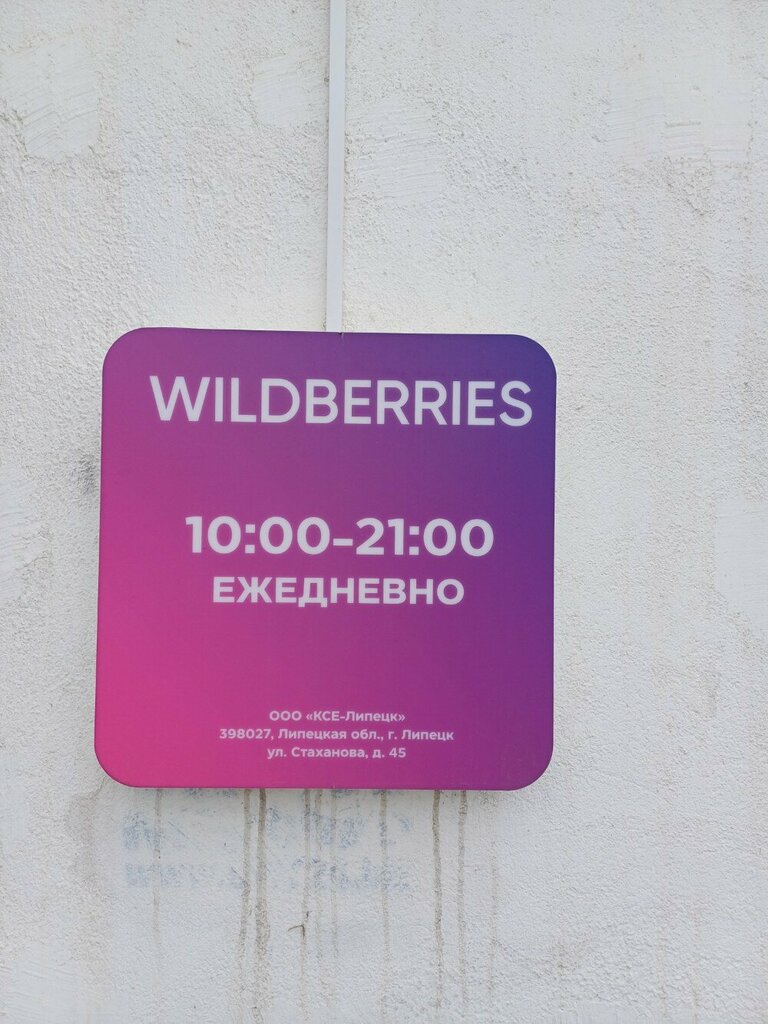 WILDBERRIES
10:00-21:00
ЕЖЕДНЕВНО
ООО «КСЕ-Липецк»
398027, Липецкая обл., г. Липецк
ул. Стаханова, д. 45